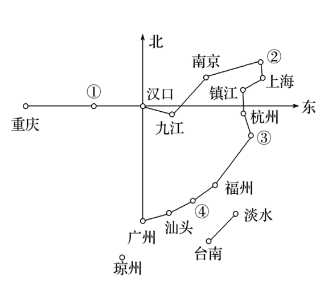 北
南京
②
上海
镇江
①
汉口
东
重庆
九江
杭州
③
福州
④
淡水
汕头
广州
台南
琼州